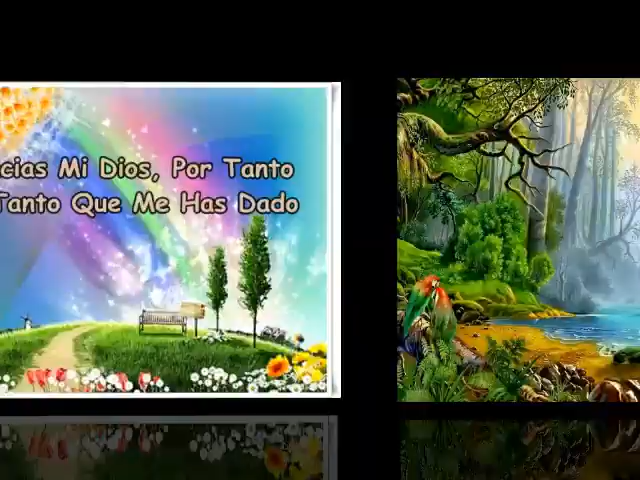 cias Mi Dios, Por Tanto
Tanto Que Me Has Dado